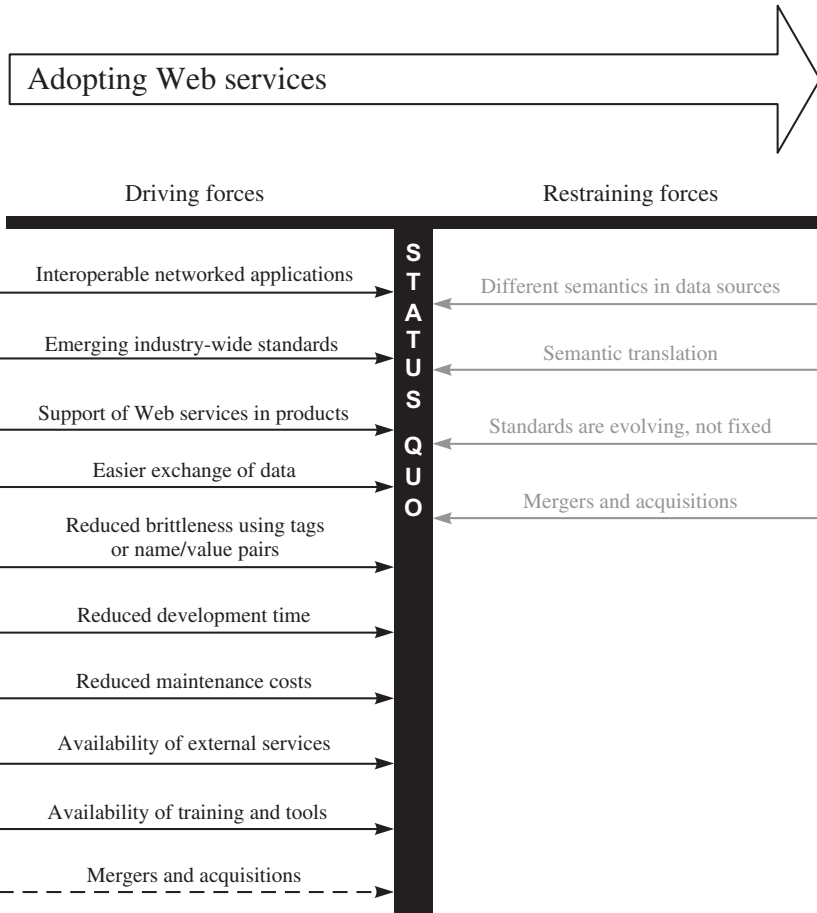 Adopting Web services
Driving forces
Restraining forces
STATUS QUO
Interoperable networked applications
Emerging industry-wide standards
Support of Web services in products
Easier exchange of data
Reduced brittleness using tags
or name/value pairs
Reduced development time
Reduced maintenance costs
Availability of external services
Availability of training and tools
Mergers and acquisitions
Different semantics in data sources
Semantic translation
Standards are evolving, not fixed
Mergers and acquisitions